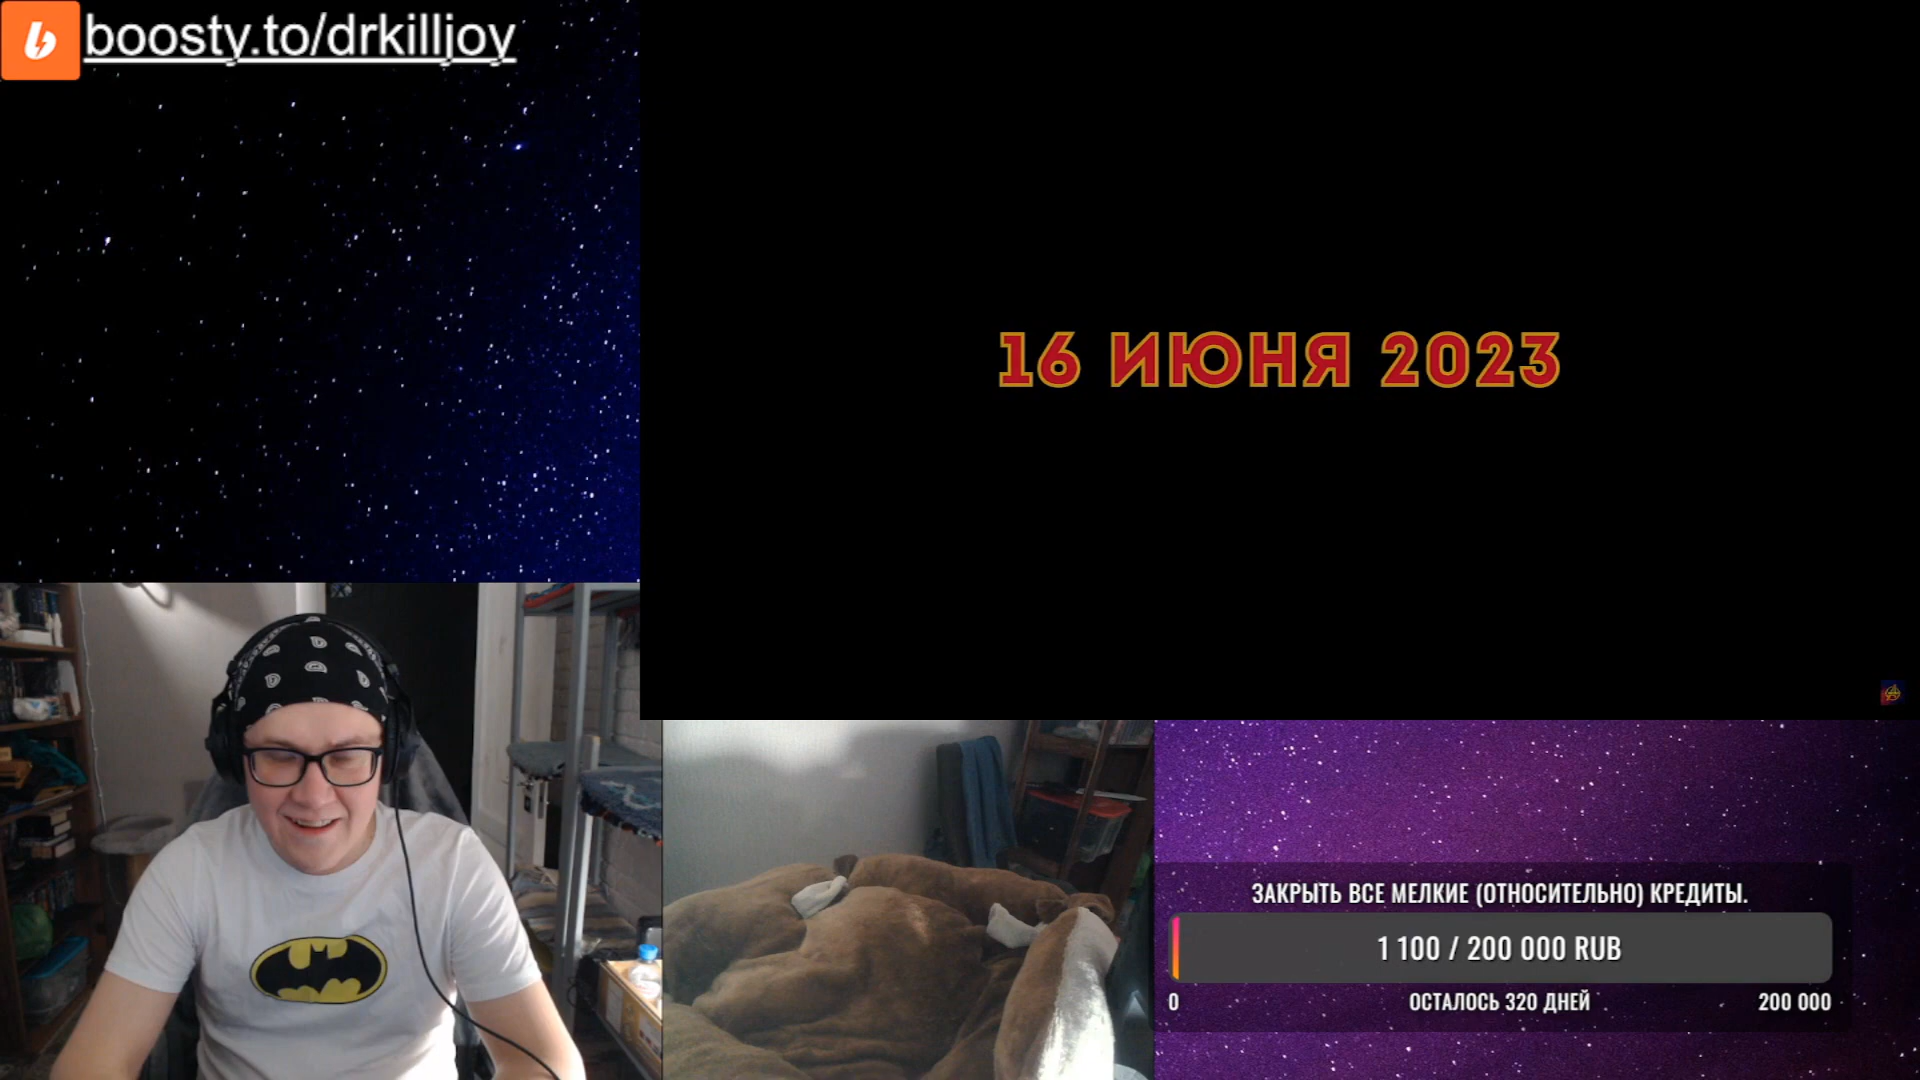 boosty.to/drkilljoy
16 ИЮНЯ 2023
ЗАКРЫТЬ ВСЕ МЕЛКИЕ (ОТНОСИТЕЛЬНО) КРЕДИТЫ.
1 100 / 200 000 RUB
0 ОСТАЛОСЬ 320 ДНЕЙ 200 000